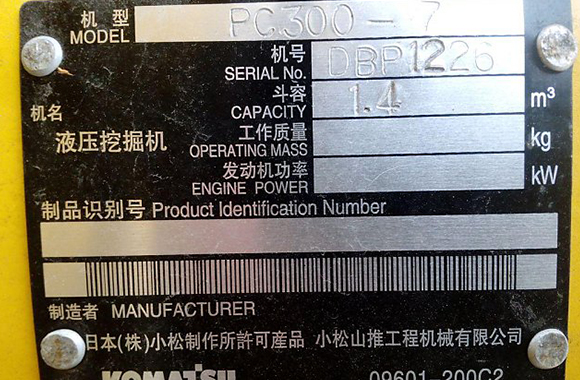 机 型 PC300-7
MODEL
机号 DBP1226
SERIAL No.
斗容 1.4 m³
CAPACITY
机名
工作质量 kg
液压挖掘机 OPERATING MASS
发动机功率 kW
ENGINE POWER
制品识别号 Product Identification Number
制造者 MANUFACTURER
日本(株)小松制作所許可産品 小松山推工程机械有限公司
KOMATSU 09601-200C2